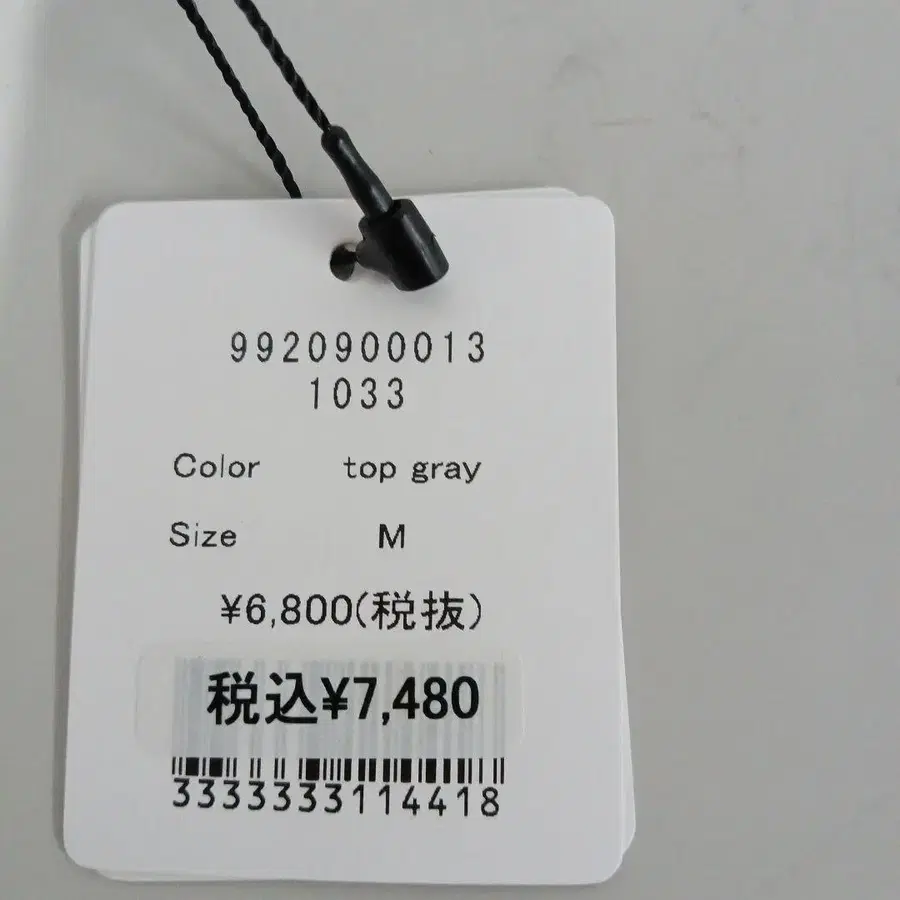 9920900013
1033
Color top gray
Size M
¥6,800(税抜)
税込¥7,480
3333333114418